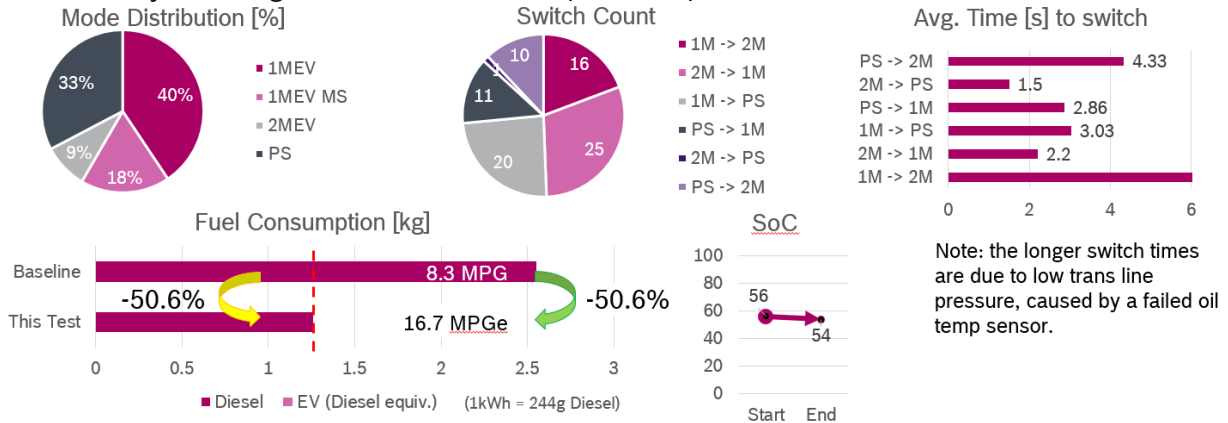 Mode Distribution [%]
40%
18%
9%
33%
1MEV
1MEV MS
2MEV
PS
Switch Count
16
25
20
11
1
10
1M -> 2M
2M -> 1M
1M -> PS
PS -> 1M
2M -> PS
PS -> 2M
Avg. Time [s] to switch
PS -> 2M 4.33
2M -> PS 1.5
PS -> 1M 2.86
1M -> PS 3.03
2M -> 1M 2.2
1M -> 2M
0 2 4 6
Note: the longer switch times
are due to low trans line
pressure, caused by a failed oil
temp sensor.
Fuel Consumption [kg]
Baseline 8.3 MPG
-50.6% -50.6%
This Test 16.7 MPGe
0 0.5 1 1.5 2 2.5 3
Diesel EV (Diesel equiv.) (1kWh = 244g Diesel)
SoC
100
80
60
40
20
0
56
54
Start End